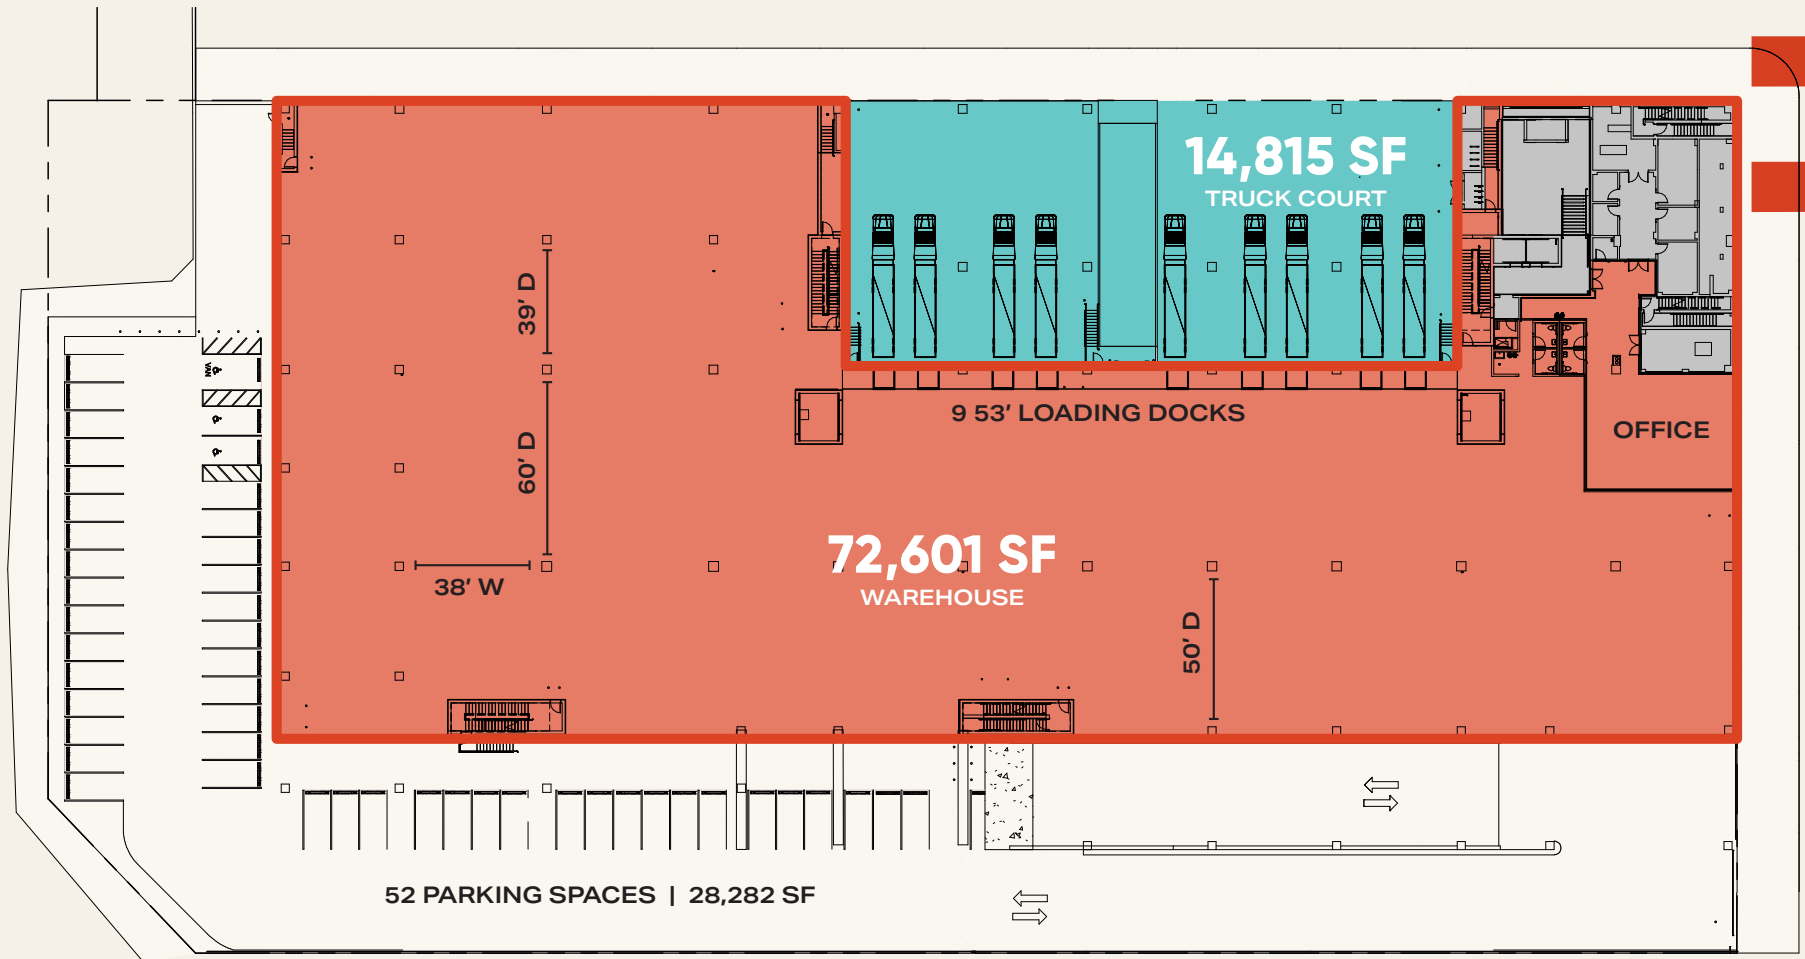 14,815 SF
TRUCK COURT
39' D
VAN
9 53' LOADING DOCKS
OFFICE
60' D
72,601 SF
WAREHOUSE
38' W
50' D
52 PARKING SPACES | 28,282 SF